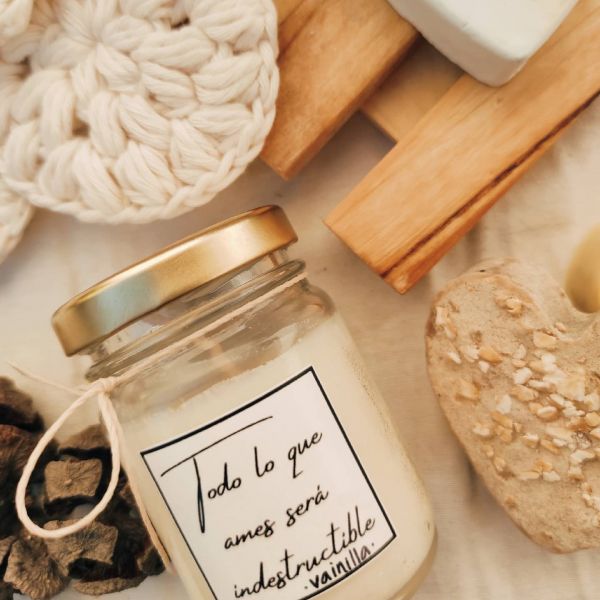 Todo lo que
ames será
indestructible
.vainilla.